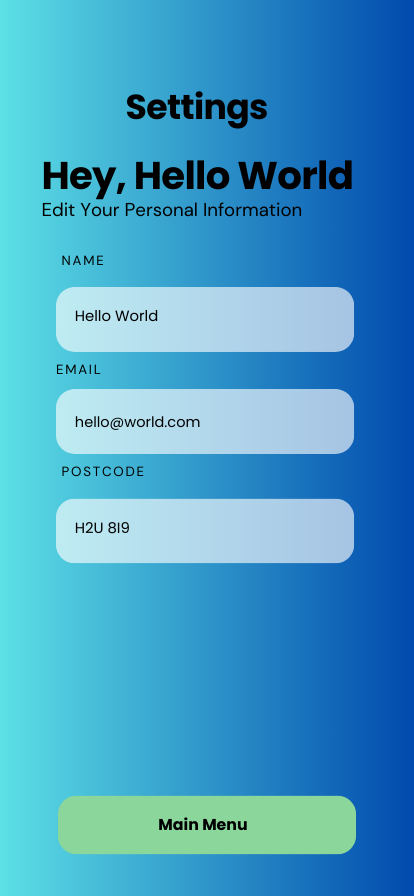 Settings
Hey, Hello World
Edit Your Personal Information
NAME
Hello World
EMAIL
hello@world.com
POSTCODE
H2U 8I9
Main Menu